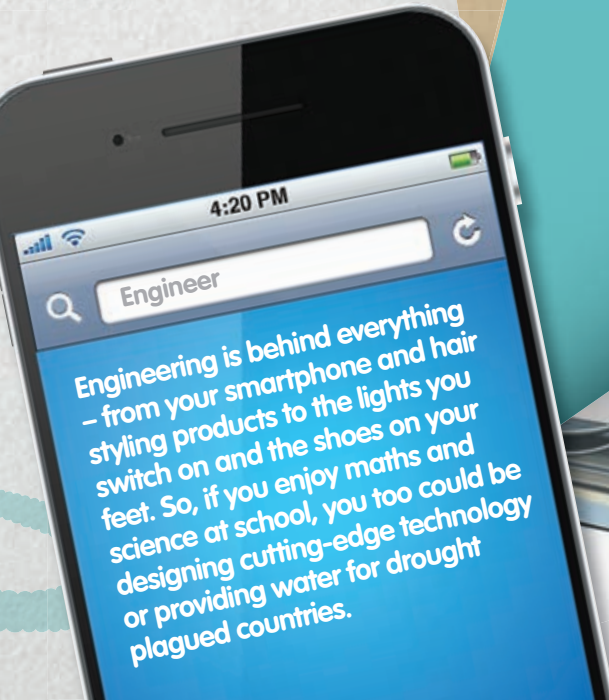 4:20 PM
Engineer
Engineering is behind everything
– from your smartphone and hair
styling products to the lights you
switch on and the shoes on your
feet. So, if you enjoy maths and
science at school, you too could be
designing cutting-edge technology
or providing water for drought
plagued countries.